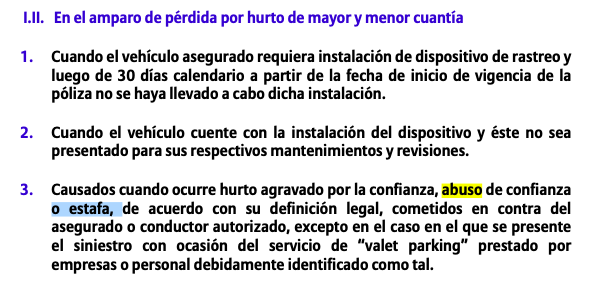 I.II. En el amparo de pérdida por hurto de mayor y menor cuantía
1. Cuando el vehículo asegurado requiera instalación de dispositivo de rastreo y
luego de 30 días calendario a partir de la fecha de inicio de vigencia de la
póliza no se haya llevado a cabo dicha instalación.
2. Cuando el vehículo cuente con la instalación del dispositivo y éste no sea
presentado para sus respectivos mantenimientos y revisiones.
3. Causados cuando ocurre hurto agravado por la confianza, abuso de confianza
o estafa, de acuerdo con su definición legal, cometidos en contra del
asegurado o conductor autorizado, excepto en el caso en el que se presente
el siniestro con ocasión del servicio de “valet parking” prestado por
empresas o personal debidamente identificado como tal.